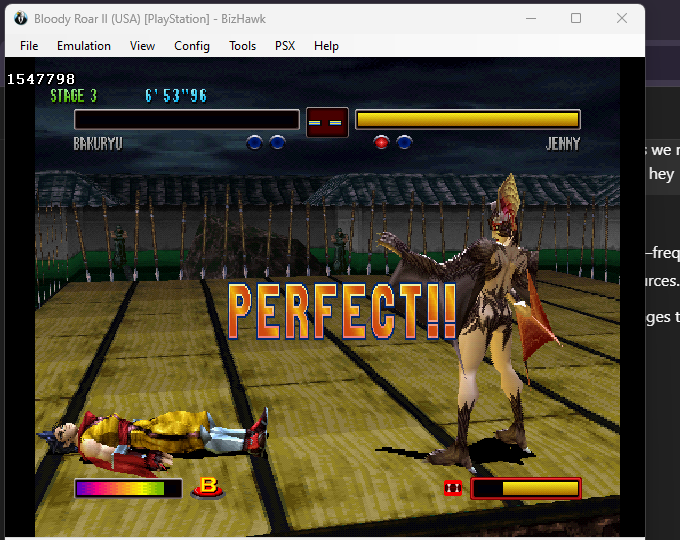 Bloody Roar II (USA) [PlayStation] - BizHawk
File Emulation View Config Tools PSX Help
1547798
STAGE 3 6'53"96
BAKURYU JENNY
PERFECT!!
B
we r
hey
–freq
urces.
ges t